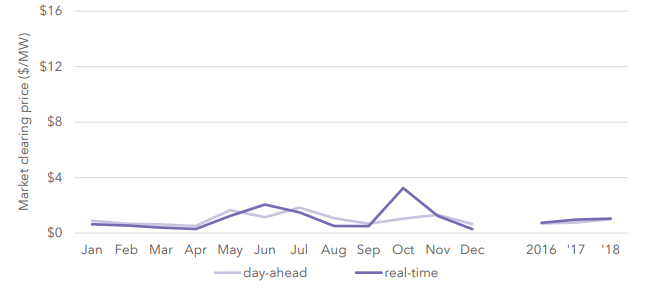 $16
$12
$8
$4
$0
Market clearing price ($/MW)
Jan Feb Mar Apr May Jun Jul Aug Sep Oct Nov Dec 2016 '17 '18
day-ahead real-time